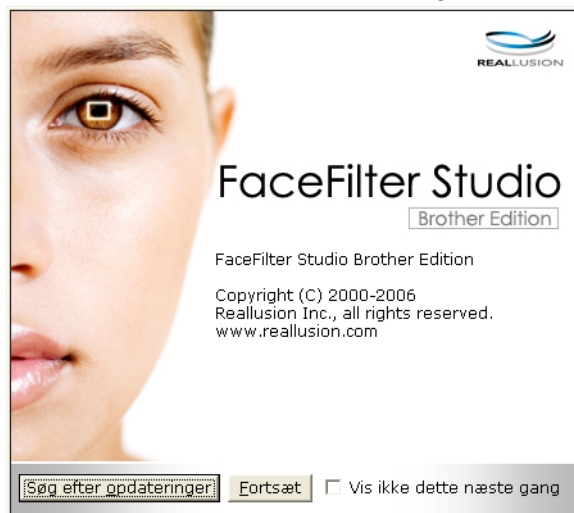 REALLUSION
FaceFilter Studio
Brother Edition
FaceFilter Studio Brother Edition
Copyright (C) 2000-2006
Reallusion Inc., all rights reserved.
www.reallusion.com
Søg efter opdateringer Fortsæt Vis ikke dette næste gang